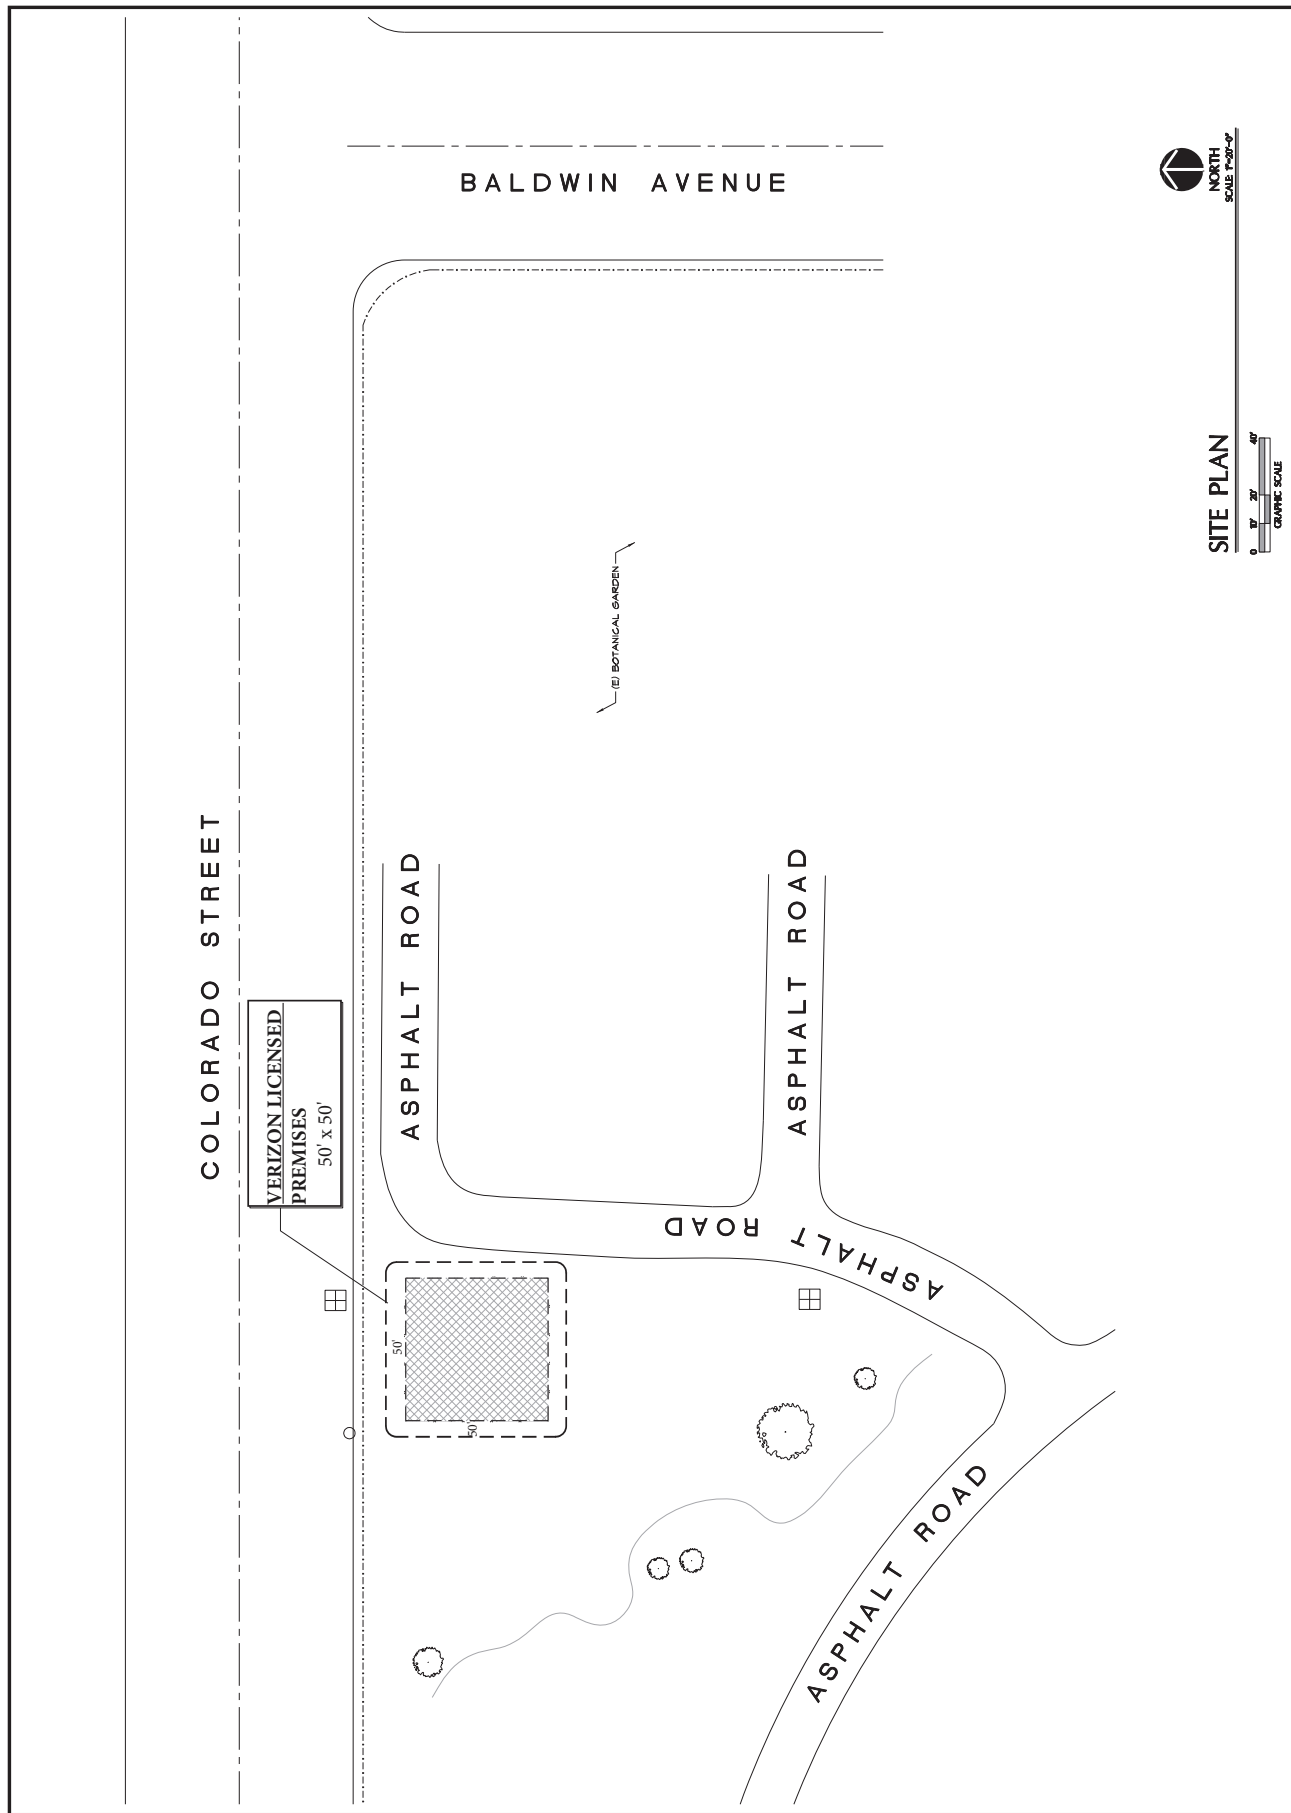 BALDWIN AVENUE
COLORADO STREET
VERIZON LICENSED
PREMISES
50' x 50'
50'
50'
ASPHALT ROAD
ASPHALT ROAD
ASPHALT ROAD
ASPHALT ROAD
(E) BOTANICAL GARDEN
NORTH
SCALE: 1"=20'-0"
SITE PLAN
0 10' 20' 40'
GRAPHIC SCALE